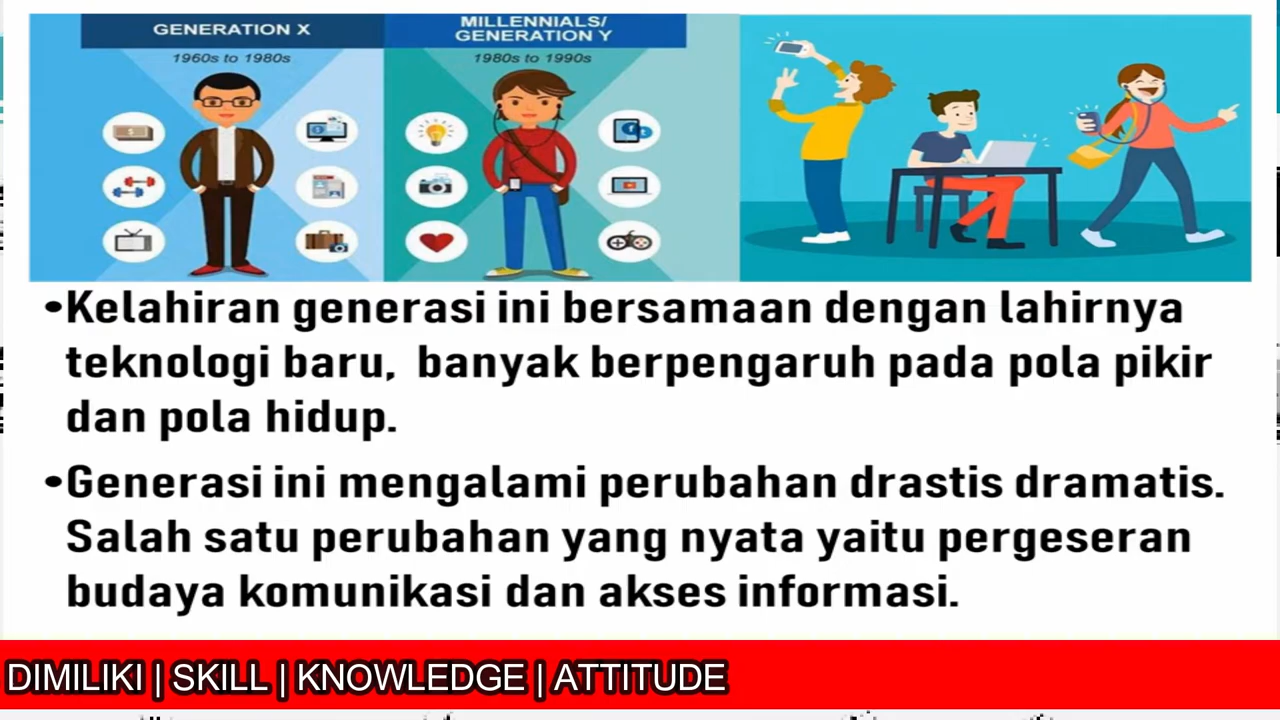 GENERATION X
1960s to 1980s
MILLENNIALS/
GENERATION Y
1980s to 1990s
•Kelahiran generasi ini bersamaan dengan lahirnya
teknologi baru, banyak berpengaruh pada pola pikir
dan pola hidup.
•Generasi ini mengalami perubahan drastis dramatis.
Salah satu perubahan yang nyata yaitu pergeseran
budaya komunikasi dan akses informasi.
DIMILIKI | SKILL | KNOWLEDGE | ATTITUDE